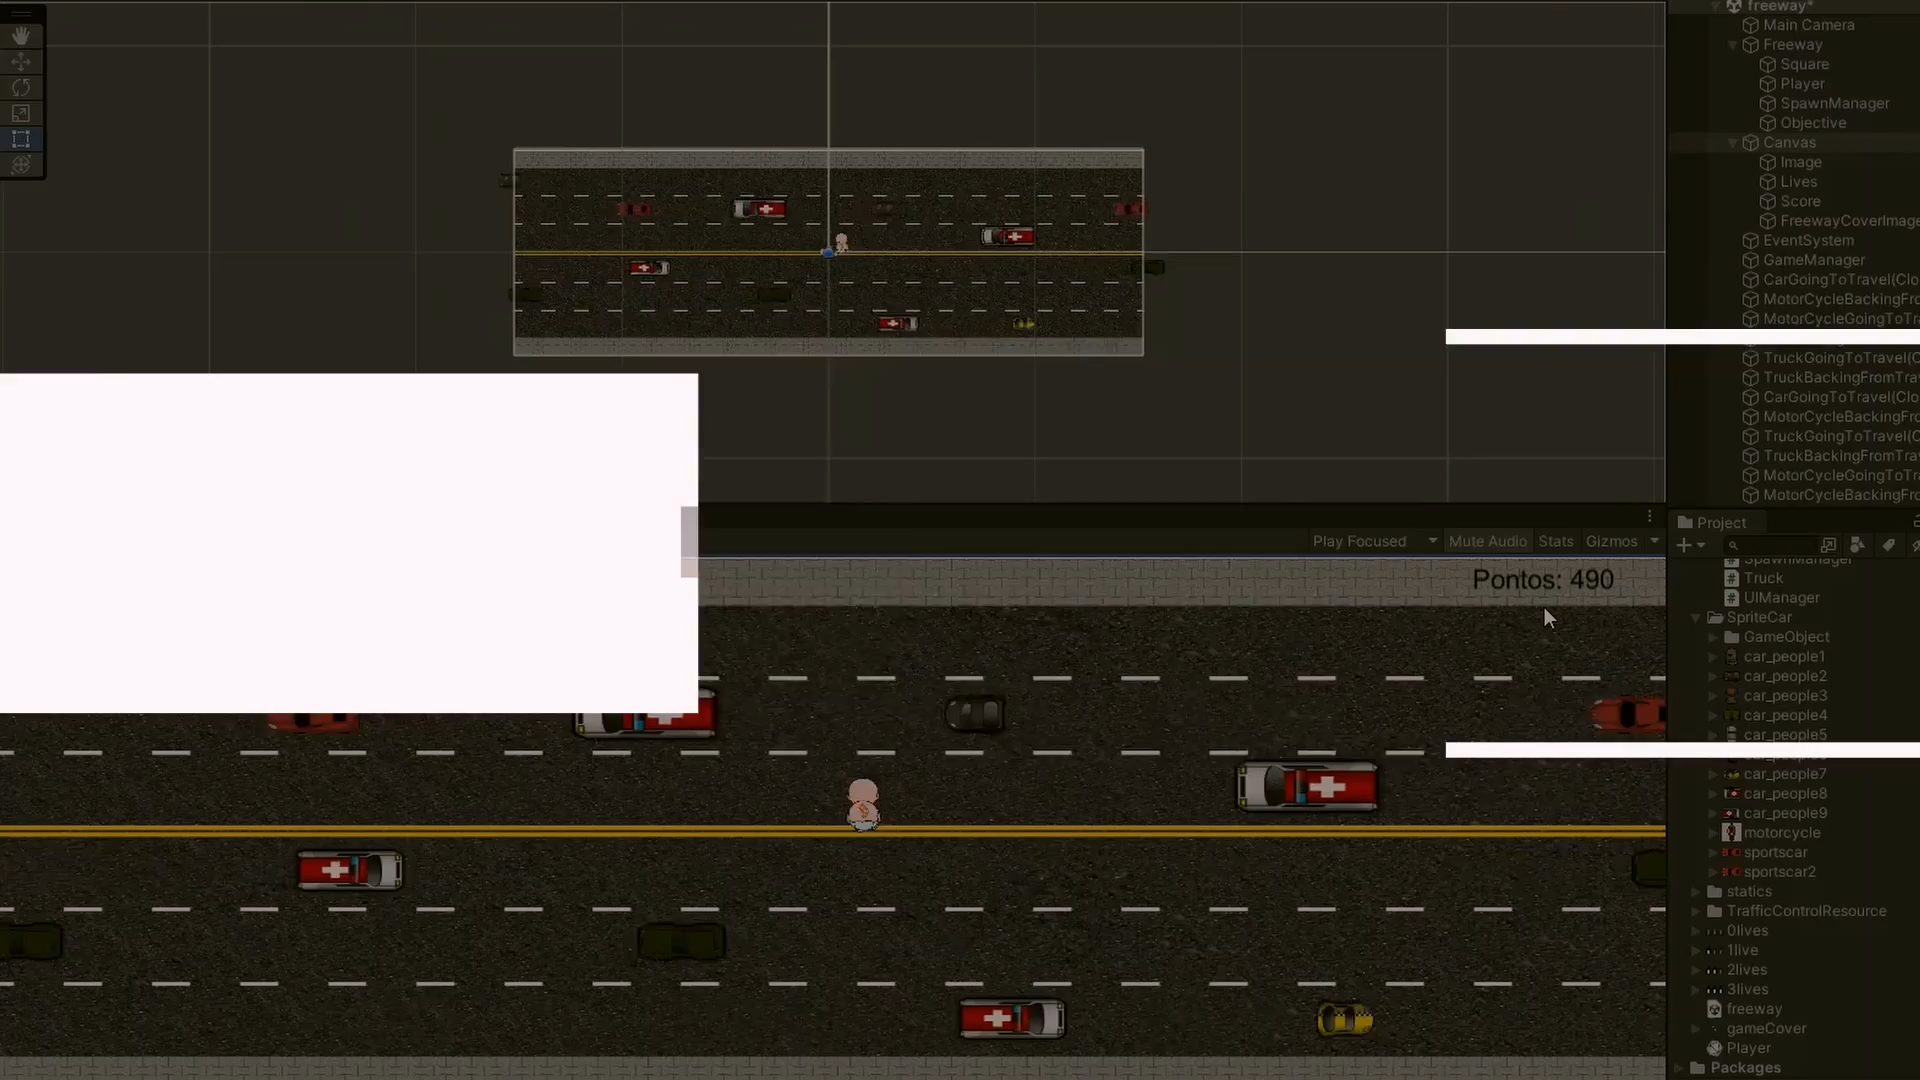 freeway*
Main Camera
Freeway
Square
Player
SpawnManager
Objective
Canvas
Image
Lives
Score
FreewayCoverImage
EventSystem
GameManager
CarGoingToTravel(Clo
MotorCycleBackingFro
MotorCycleGoingToTra
TruckGoingToTravel(C
TruckBackingFromTra
CarGoingToTravel(Clo
MotorCycleBackingFro
TruckGoingToTravel(C
TruckBackingFromTra
MotorCycleGoingToTra
MotorCycleBackingFro
Play Focused
Mute Audio
Stats
Gizmos
Pontos: 490
Project
SpawnManager
Truck
UIManager
SpriteCar
GameObject
car_people1
car_people2
car_people3
car_people4
car_people5
car_people7
car_people8
car_people9
motorcycle
sportscar
sportscar2
statics
TrafficControlResource
0lives
1live
2lives
3lives
freeway
gameCover
Player
Packages